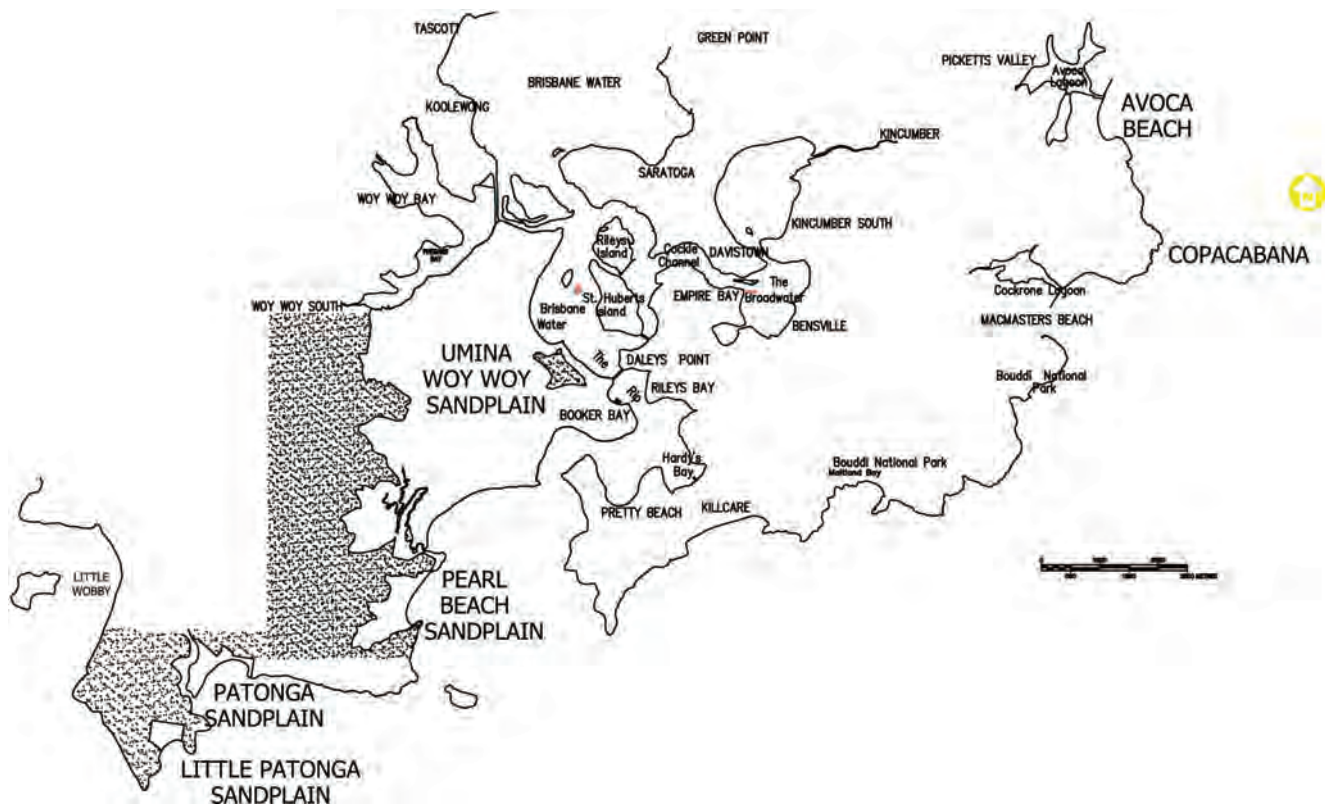 TASCOTT
GREEN POINT
PICKETTS VALLEY
Avoca
Lagoon
BRISBANE WATER
AVOCA
BEACH
KOOLEWONG
KINCUMBER
SARATOGA
WOY WOY BAY
KINCUMBER SOUTH
Rileys
Island
Cockle
Channel
DAVISTOWN
COPACABANA
The
Broadwater
EMPIRE BAY
Cockrone Lagoon
WOY WOY SOUTH
St. Huberts
Island
Brisbane
Water
BENSVILLE
MACMASTERS BEACH
UMINA
WOY WOY
SANDPLAIN
The
Rip
DALEYS POINT
RILEYS BAY
Bouddi National
Park
BOOKER BAY
Hardy's
Bay
Bouddi National Park
Maitland Bay
PRETTY BEACH
KILLCARE
LITTLE
WOBBY
PEARL
BEACH
SANDPLAIN
PATONGA
SANDPLAIN
LITTLE PATONGA
SANDPLAIN